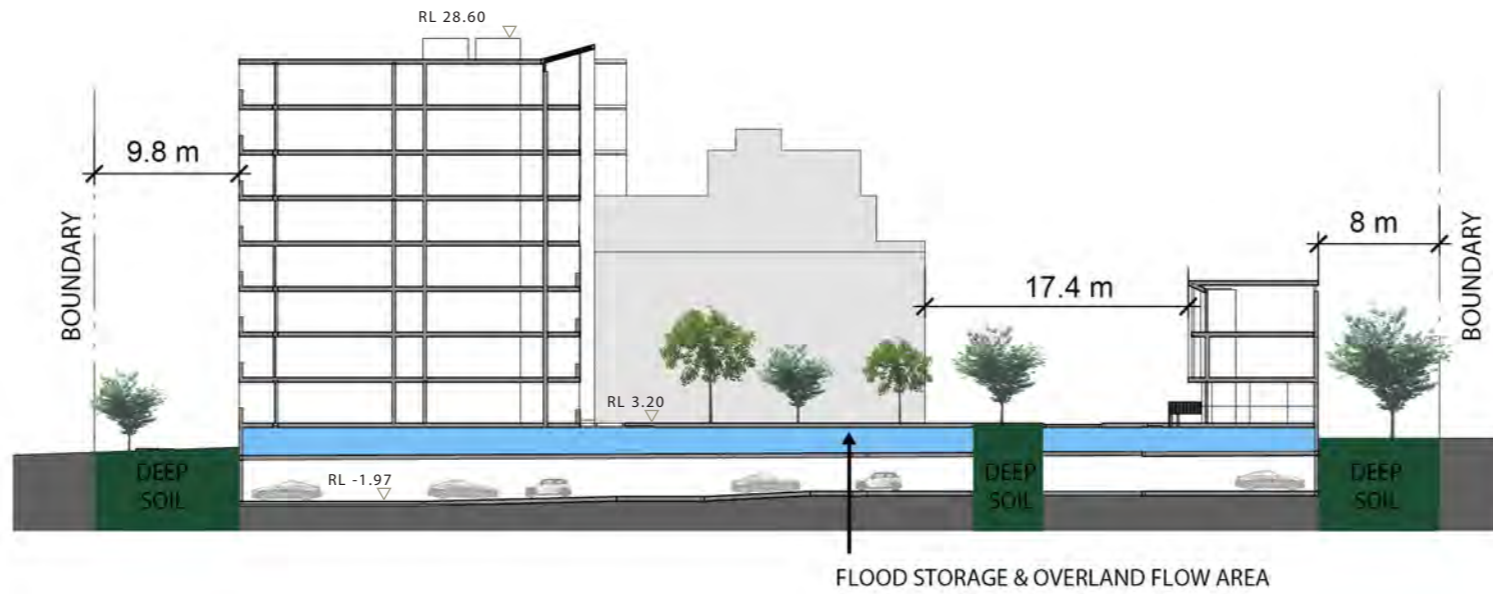 RL 28.60
9.8 m
BOUNDARY
8 m
BOUNDARY
17.4 m
RL 3.20
DEEP
SOIL
RL -1.97
DEEP
SOIL
DEEP
SOIL
FLOOD STORAGE & OVERLAND FLOW AREA